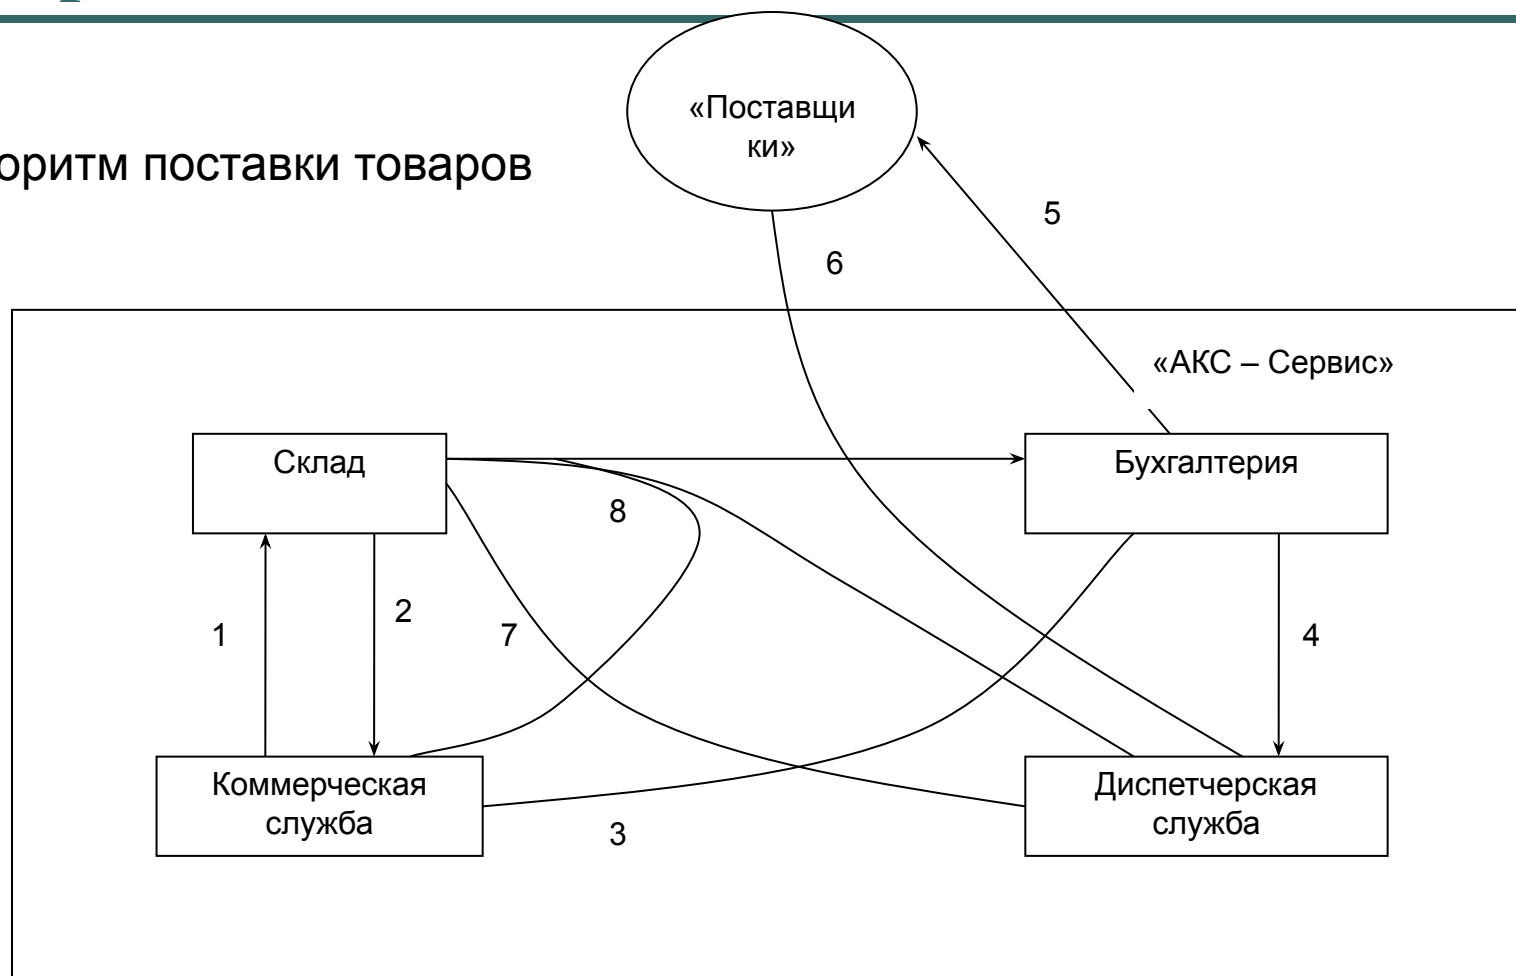 «Поставщи
ки»
оритм поставки товаров
5
6
«АКС – Сервис»
Склад
Бухгалтерия
8
2
1
7
4
Коммерческая
служба
Диспетчерская
служба
3